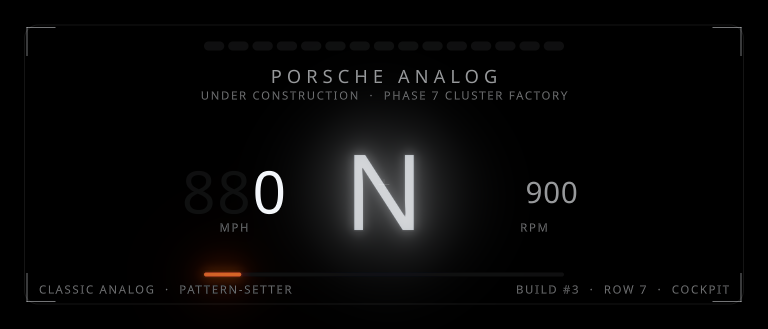 PORSCHE ANALOG
UNDER CONSTRUCTION · PHASE 7 CLUSTER FACTORY
880
N
900
MPH
RPM
CLASSIC ANALOG · PATTERN-SETTER
BUILD #3 · ROW 7 · COCKPIT